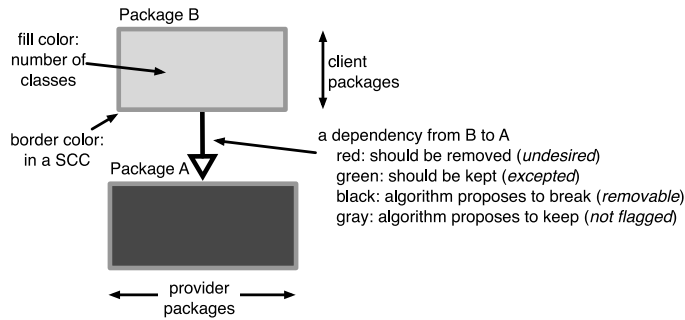 Package B
fill color:
number of
classes
client
packages
border color:
in a SCC
Package A
a dependency from B to A
red: should be removed (undesired)
green: should be kept (excepted)
black: algorithm proposes to break (removable)
gray: algorithm proposes to keep (not flagged)
provider
packages